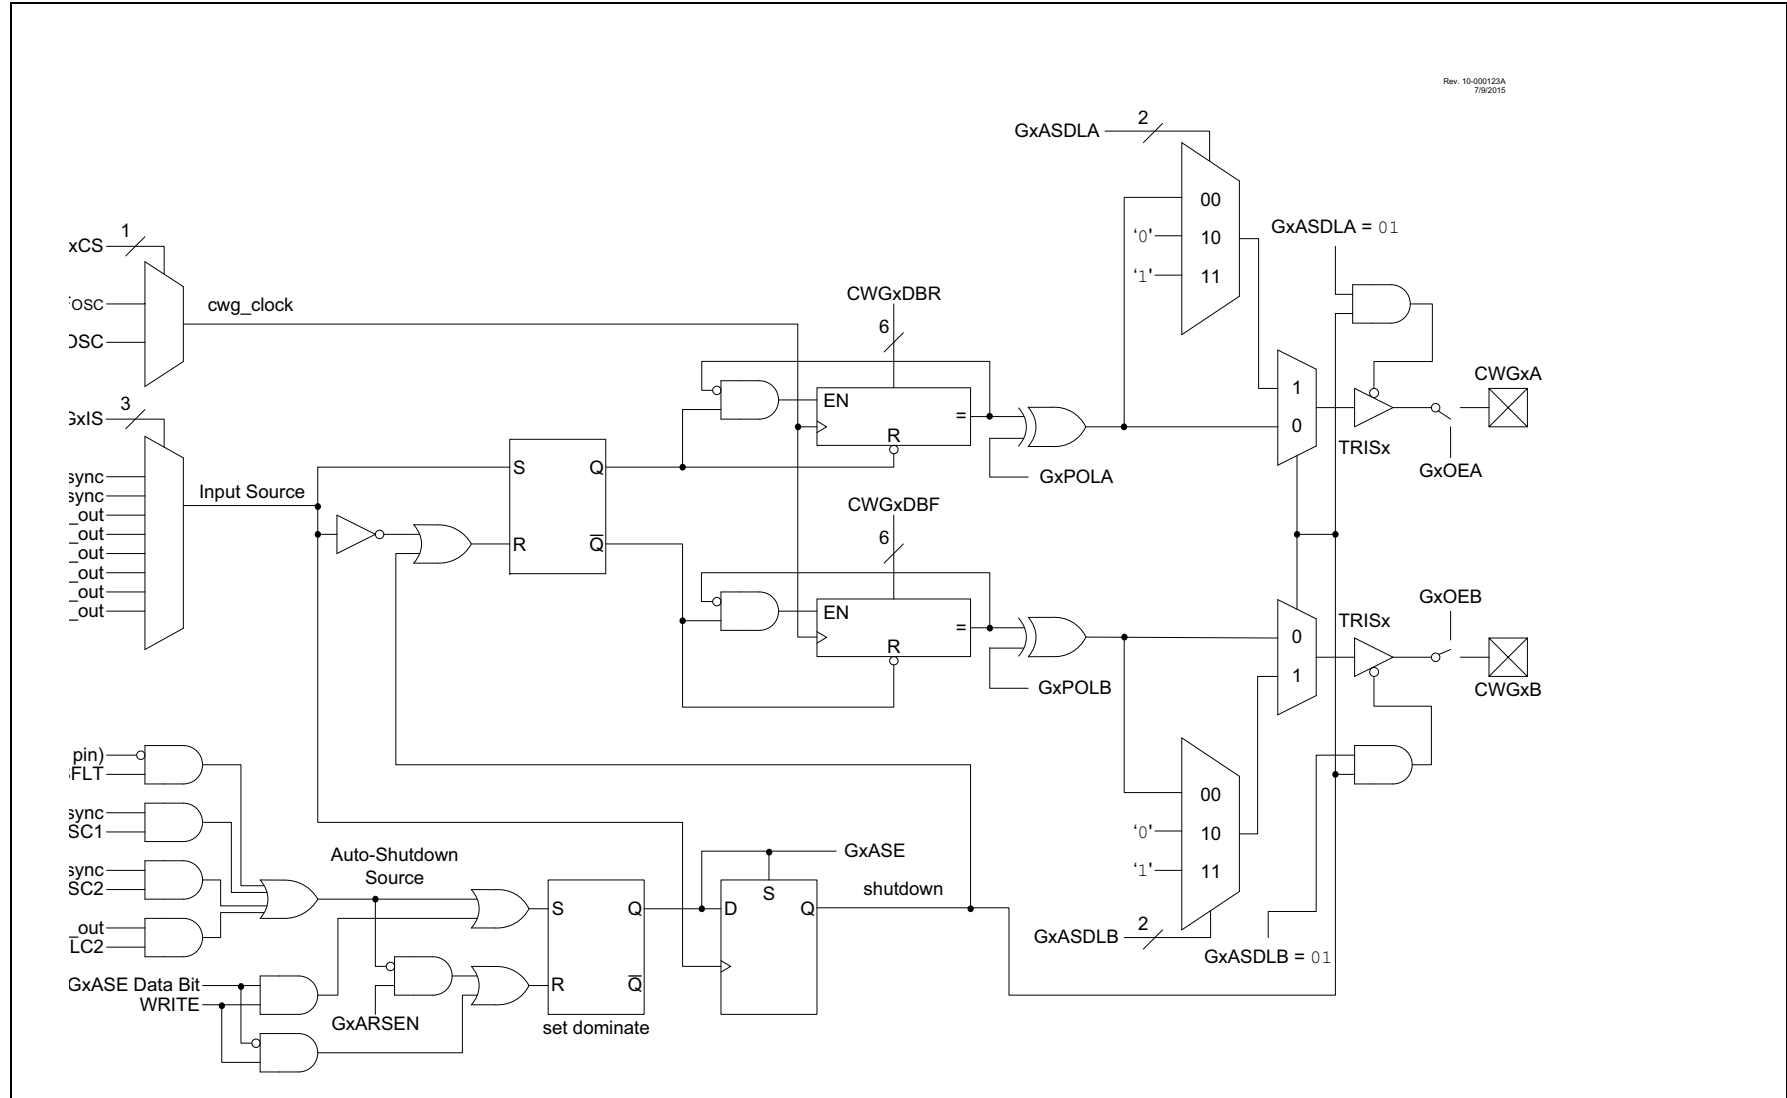 Rev. 10-000123A
7/9/2015
GxASDLA
2
00
'0'
10
'1'
11
GxASDLA = 01
1
xCS
OSC
OSC
cwg_clock
CWGxDBR
6
EN
=
R
GxPOLA
1
0
TRISx
CWGxA
GxOEA
3
GxIS
sync
sync
_out
_out
_out
_out
_out
_out
Input Source
S
Q
R
Q
CWGxDBF
6
EN
=
R
GxPOLB
0
1
TRISx
GxOEB
CWGxB
pin)
FLT
sync
SC1
sync
SC2
_out
LC2
GxASE Data Bit
WRITE
Auto-Shutdown
Source
GxARSEN
S
Q
R
Q
set dominate
GxASE
S
D
Q
shutdown
00
'0'
10
'1'
11
GxASDLB
2
GxASDLB = 01